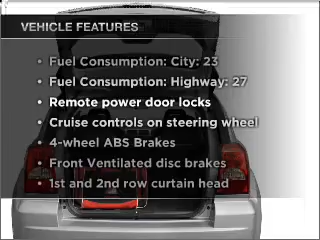 VEHICLE FEATURES
• Fuel Consumption: City: 23
• Fuel Consumption: Highway: 27
• Remote power door locks
• Cruise controls on steering wheel
• 4-wheel ABS Brakes
• Front Ventilated disc brakes
• 1st and 2nd row curtain head